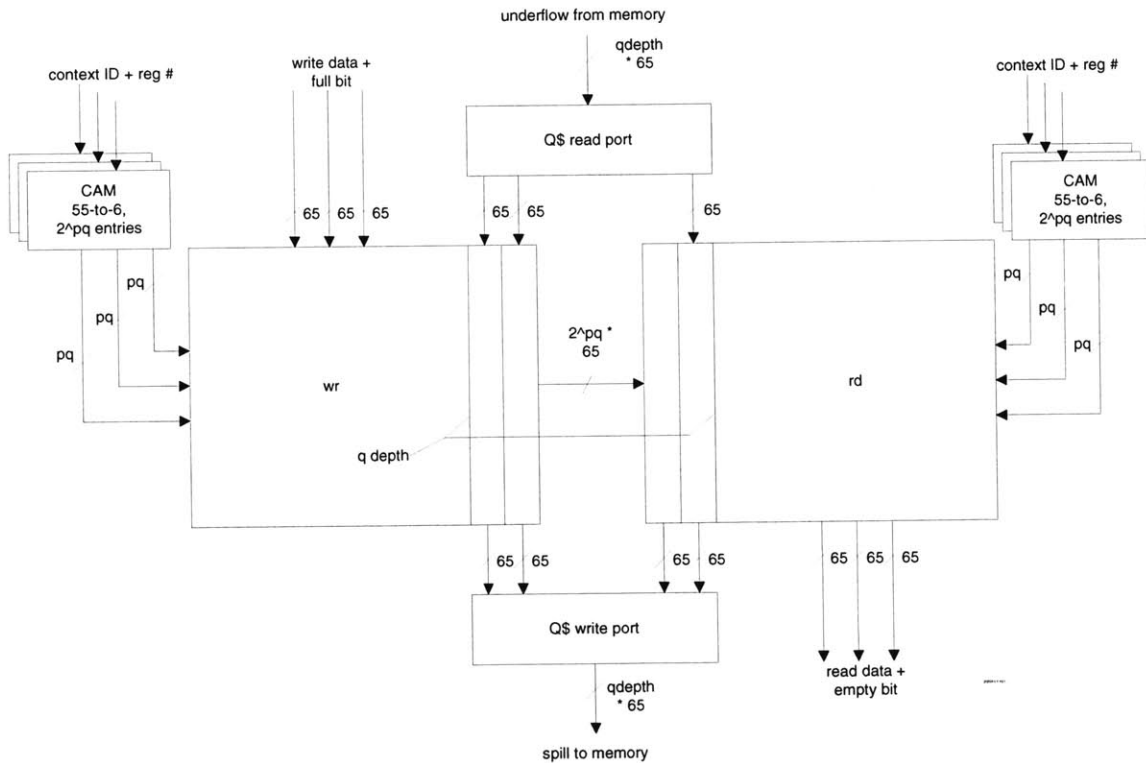 underflow from memory
qdepth
* 65
context ID + reg #
write data +
full bit
context ID + reg #
Q$ read port
CAM
55-to-6,
2^pq entries
CAM
55-to-6,
2^pq entries
65
65
65
65
65
65
pq
pq
pq
pq
pq
pq
2^pq *
65
wr
rd
q depth
65
65
65
65
65
65
65
Q$ write port
read data +
empty bit
qdepth
* 65
spill to memory